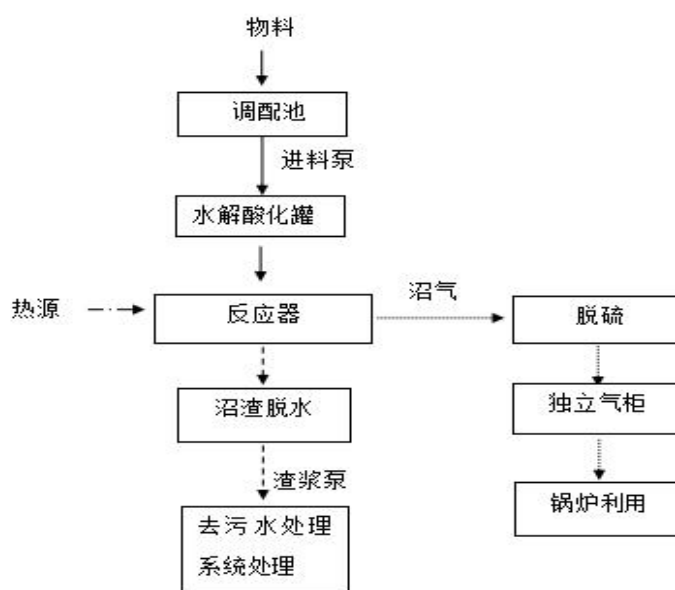 物料
调配池
进料泵
水解酸化罐
热源
反应器
沼气
脱硫
沼渣脱水
独立气柜
渣浆泵
锅炉利用
去污水处理
系统处理